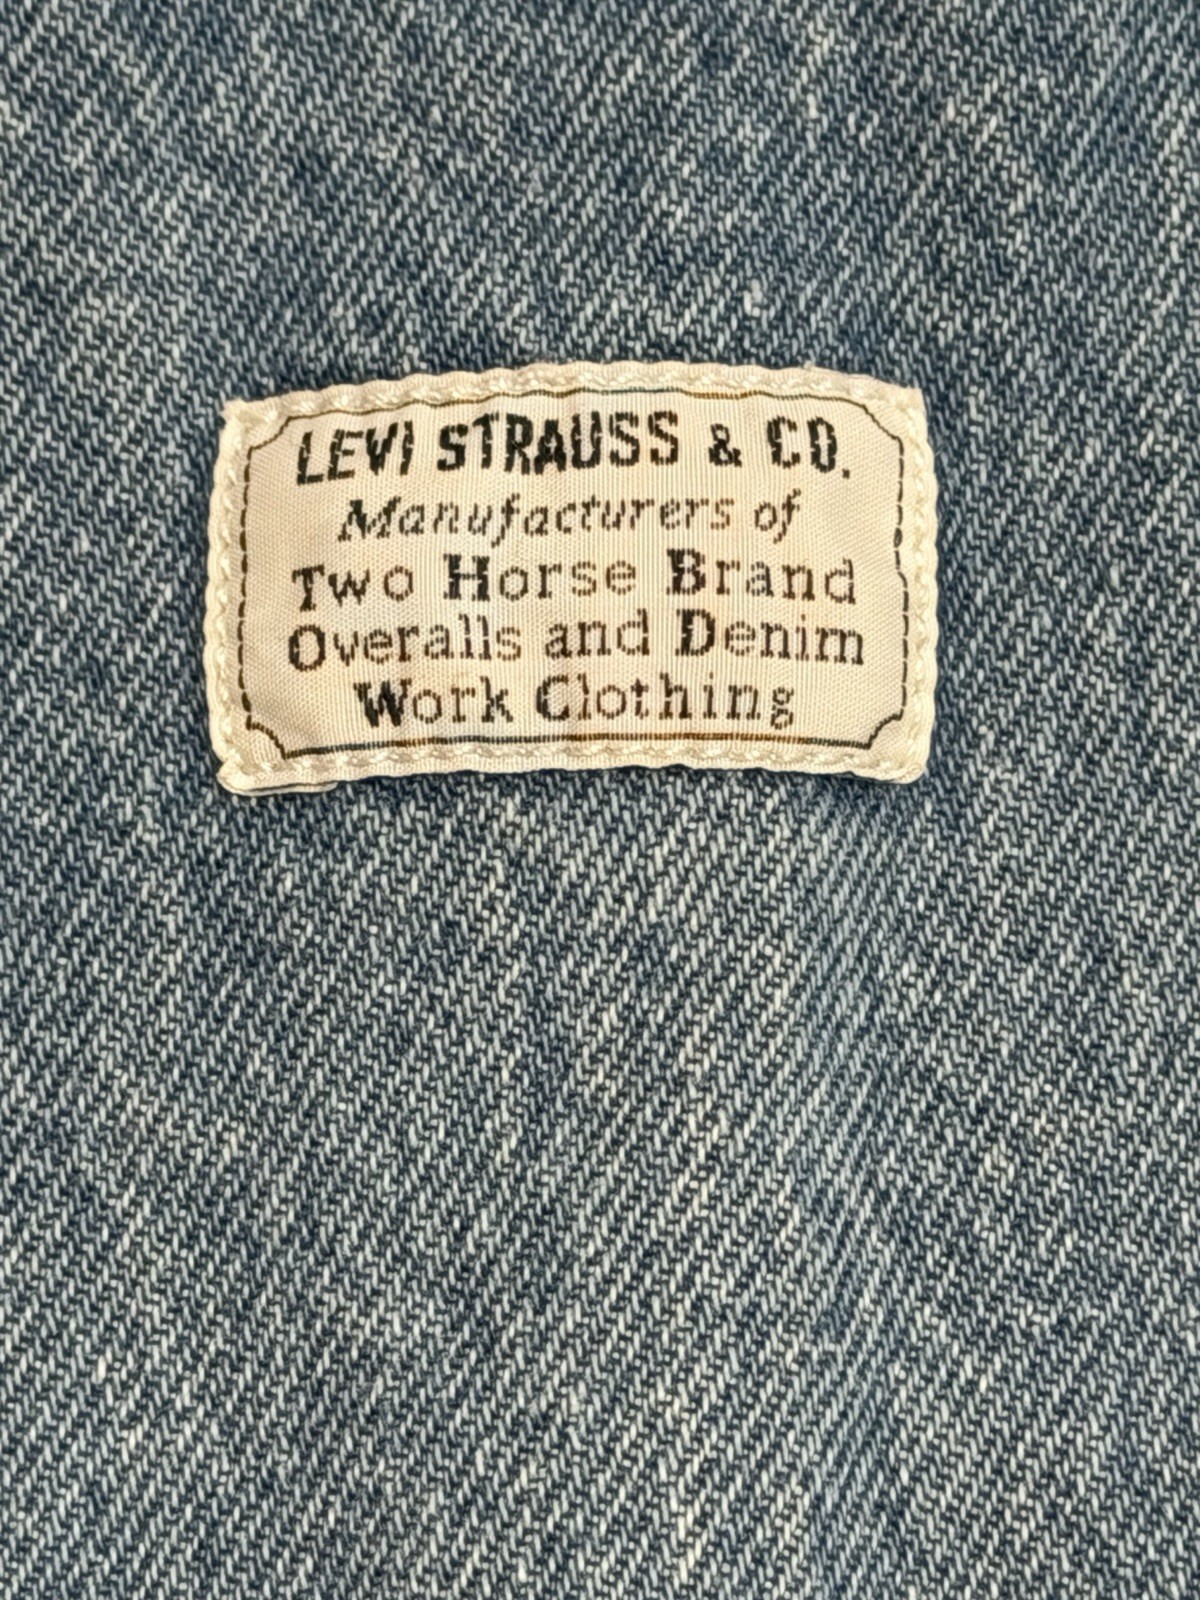 LEVI STRAUSS & CO.
Manufacturers of
Two Horse Brand
Overalls and Denim
Work Clothing